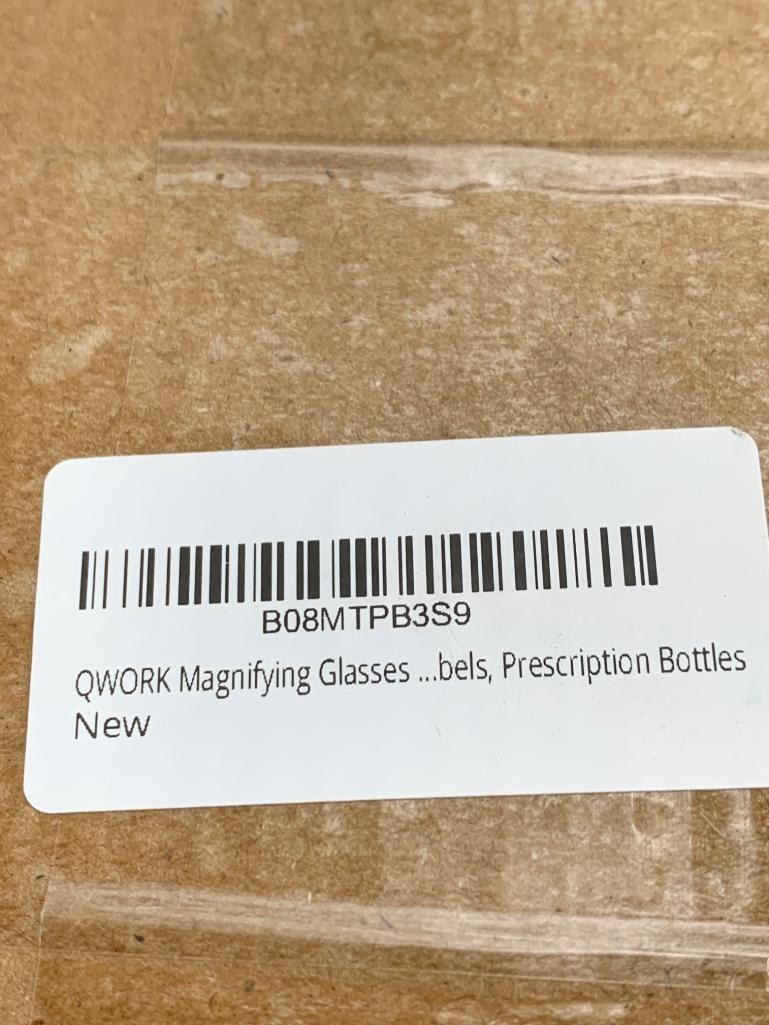 B08MTPB3S9
QWORK Magnifying Glasses ...bels, Prescription Bottles
New